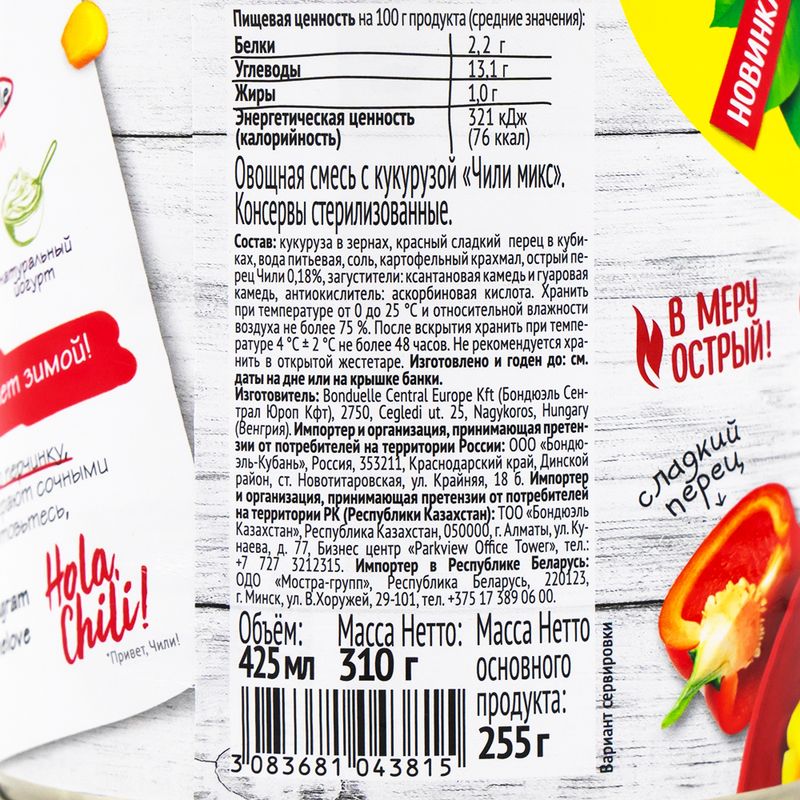 Пищевая ценность на 100 г продукта (средние значения):
Белки 2,2 г
Углеводы 13,1 г
Жиры 1,0 г
Энергетическая ценность 321 кДж
(калорийность) (76 ккал)
Овощная смесь с кукурузой «Чили микс».
Консервы стерилизованные.
Состав: кукуруза в зернах, красный сладкий перец в куби-
ках, вода питьевая, соль, картофельный крахмал, острый пе-
рец Чили 0,18%, загустители: ксантановая камедь и гуаровая
камедь, антиокислитель: аскорбиновая кислота. Хранить
при температуре от 0 до 25 °С и относительной влажности
воздуха не более 75 %. После вскрытия хранить при темпе-
ратуре 4 °С ± 2 °С не более 48 часов. Не рекомендуется хра-
нить в открытой жестетаре. Изготовлено и годен до: см.
даты на дне или на крышке банки.
Изготовитель: Bonduelle Central Europe Kft (Бондюэль Сен-
трал Юроп Кфт), 2750, Cegledi ut. 25, Nagykoros, Hungary
(Венгрия). Импортер и организация, принимающая претен-
зии от потребителей на территории России: ООО «Бондю-
эль-Кубань», Россия, 353211, Краснодарский край, Динской
район, ст. Новотитаровская, ул. Крайняя, 18 б. Импортер
и организация, принимающая претензии от потребителей
на территории РК (Республики Казахстан): ТОО «Бондюэль
Казахстан», Республика Казахстан, 050000, г. Алматы, ул. Ку-
наева, д. 77, Бизнес центр «Parkview Office Tower», тел.:
+7 727 3212315. Импортер в Республике Беларусь:
ОДО «Мостра-групп», Республика Беларусь, 220123,
г. Минск, ул. В.Хоружей, 29-101, тел. +375 17 389 06 00.
Объём:
425 мл
Масса Нетто:
310 г
Масса Нетто
основного
продукта:
255 г
3 083681 043815
Вариант сервировки
НОВИНКА
В МЕРУ
ОСТРЫЙ!
сладкий
перец
натуральный
йогурт
ет зимой!
перчинку,
ают сочными
товьтесь,
Hola,
Chili!
*Привет, Чили!
gram
elove